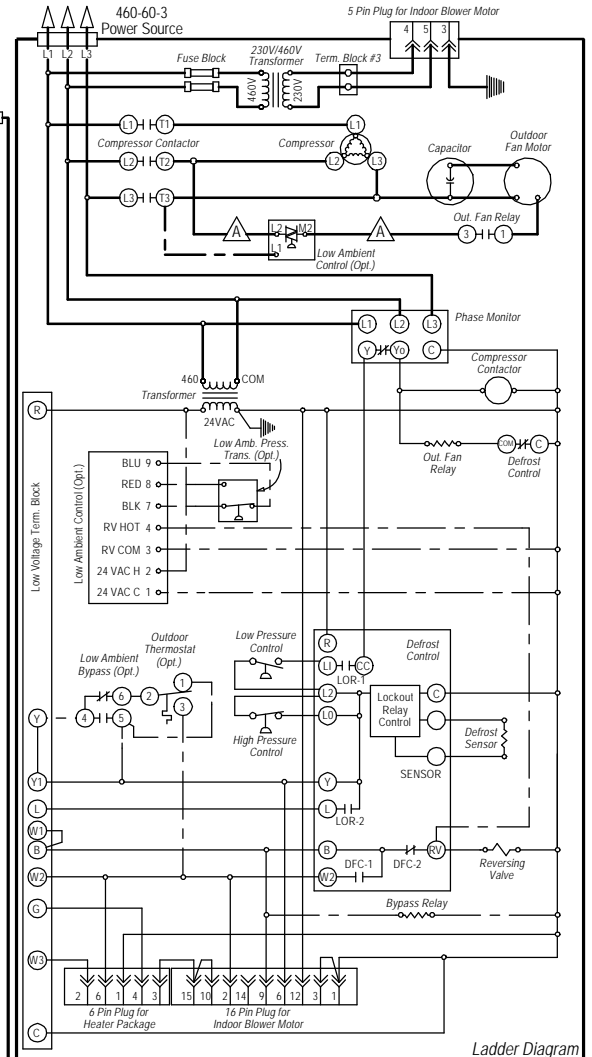 460-60-3
Power Source
L1 L2 L3
5 Pin Plug for Indoor Blower Motor
4 5 3
Fuse Block
230V/460V
Transformer
Term. Block #3
460V
230V
L1 T1
Compressor Contactor
L2 T2
L3 T3
Compressor
L1
L2 L3
Capacitor
Outdoor
Fan Motor
A
L2 M2
L1
A
Out. Fan Relay
3 1
Low Ambient
Control (Opt.)
L1 L2 L3
Phase Monitor
Y Yo C
Compressor
Contactor
460 COM
Transformer
24VAC
R
Out. Fan
Relay
COM C
Defrost
Control
Low Amb. Press.
Trans. (Opt.)
Low Voltage Term. Block
Low Ambient Control (Opt.)
BLU 9
RED 8
BLK 7
RV HOT 4
RV COM 3
24 VAC H 2
24 VAC C 1
Low Ambient
Bypass (Opt.)
Outdoor
Thermostat
(Opt.)
1
6 2
3
Y 4 5
Low Pressure
Control
High Pressure
Control
R
Defrost
Control
LI CC
LOR-1
L2
L0
Lockout
Relay
Control
C
Defrost
Sensor
SENSOR
Y1 Y
L L
LOR-2
W1
B B
DFC-1 DFC-2 RV
Reversing
Valve
W2 W2
Bypass Relay
G
W3
2 6 1 4 3
15 10 2 14 9 6 12 3 1
6 Pin Plug for
Heater Package
16 Pin Plug for
Indoor Blower Motor
C
Ladder Diagram